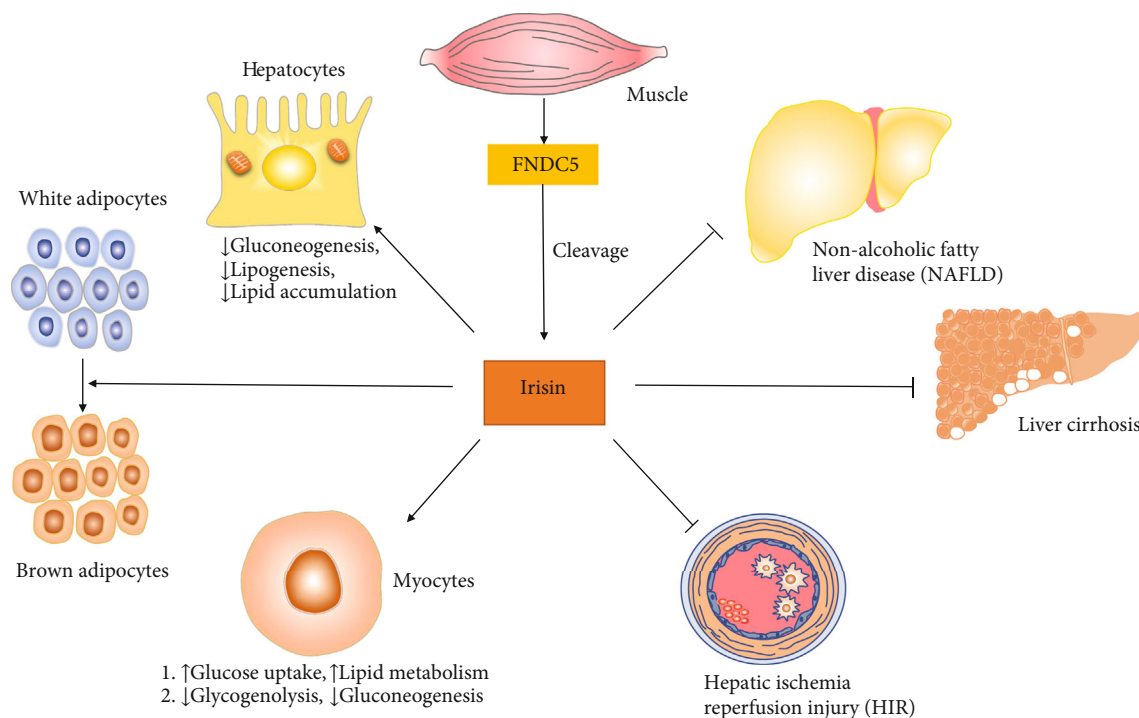 Muscle
FNDC5
Cleavage
Irisin
Hepatocytes
↓Gluconeogenesis,
↓Lipogenesis,
↓Lipid accumulation
White adipocytes
Brown adipocytes
Myocytes
1. ↑Glucose uptake, ↑Lipid metabolism
2. ↓Glycogenolysis, ↓Gluconeogenesis
Non-alcoholic fatty
liver disease (NAFLD)
Liver cirrhosis
Hepatic ischemia
reperfusion injury (HIR)